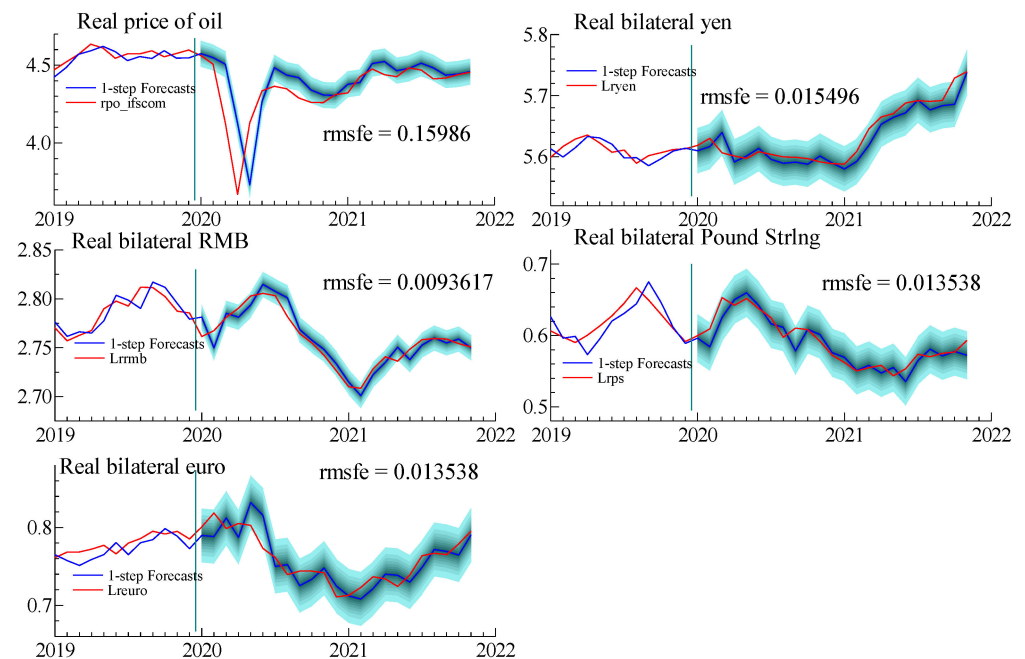 Real price of oil
4.5
4.0
1-step Forecasts
rpo_ifscom
rmsfe = 0.15986
2019
2020
2021
2022
Real bilateral yen
5.8
5.7
5.6
1-step Forecasts
Lryen
rmsfe = 0.015496
2019
2020
2021
2022
Real bilateral RMB
2.85
2.80
2.75
2.70
rmsfe = 0.0093617
1-step Forecasts
Lrrmb
2019
2020
2021
2022
Real bilateral Pound Strlng
0.7
0.6
0.5
rmsfe = 0.013538
1-step Forecasts
Lrps
2019
2020
2021
2022
Real bilateral euro
rmsfe = 0.013538
0.8
0.7
1-step Forecasts
Lreuro
2019
2020
2021
2022